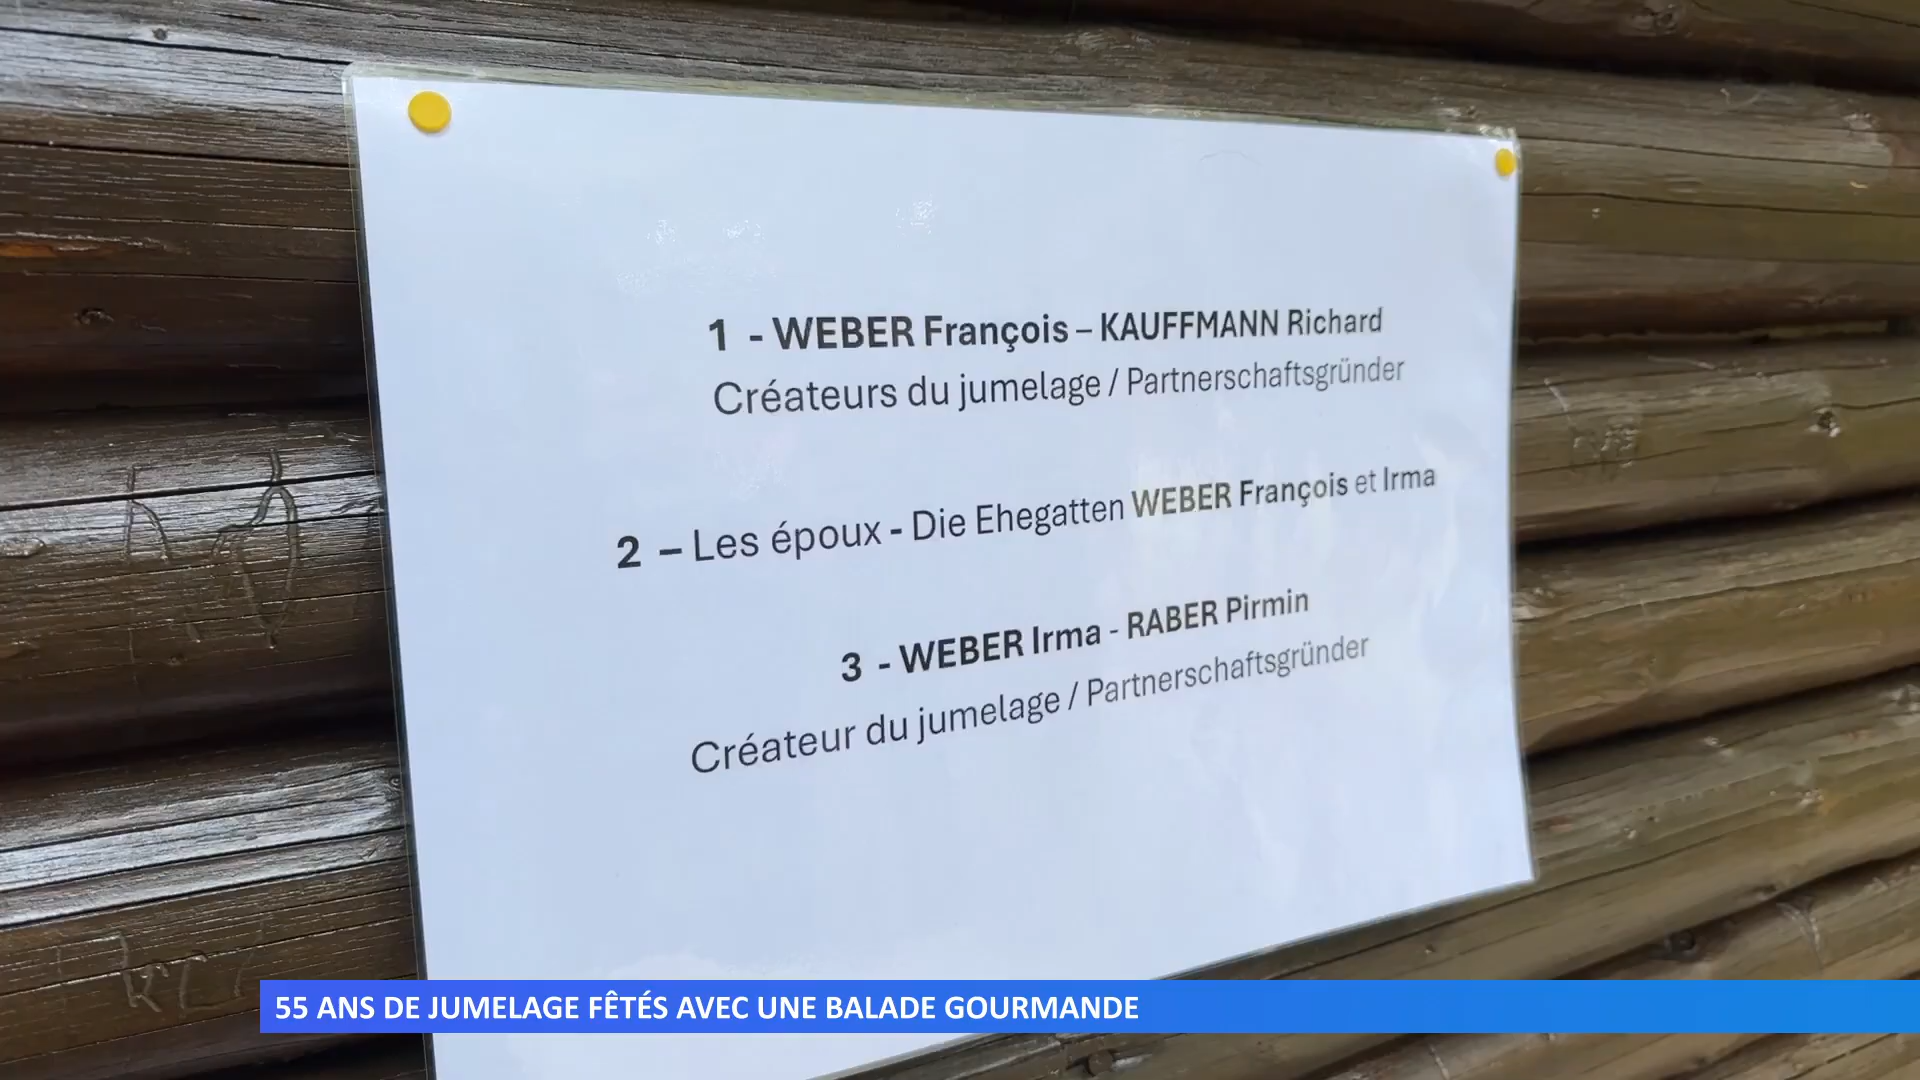 1 - WEBER François – KAUFFMANN Richard
Créateurs du jumelage / Partnerschaftsgründer
2 – Les époux - Die Ehegatten WEBER François et Irma
3 - WEBER Irma - RABER Pirmin
Créateur du jumelage / Partnerschaftsgründer
55 ANS DE JUMELAGE FÊTÉS AVEC UNE BALADE GOURMANDE